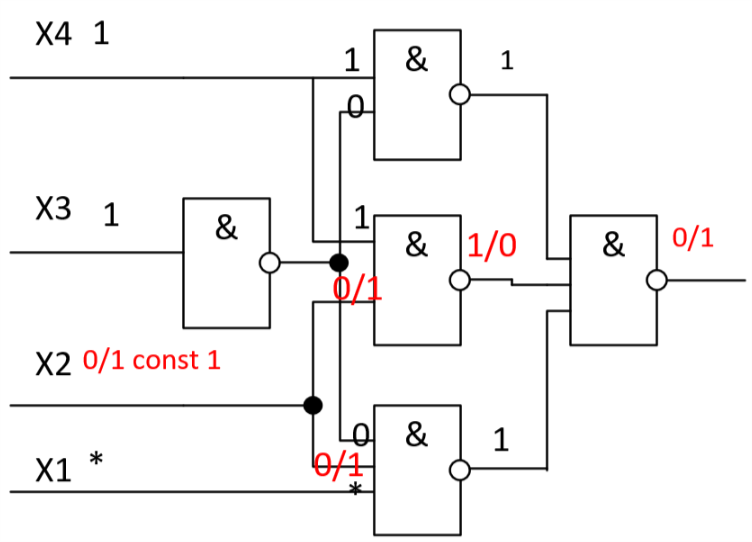 X4 1
1 & 1
0
X3 1
&
1 & 1/0
& 0/1
0/1
X2 0/1 const 1
0 & 1
X1 *
0/1
*